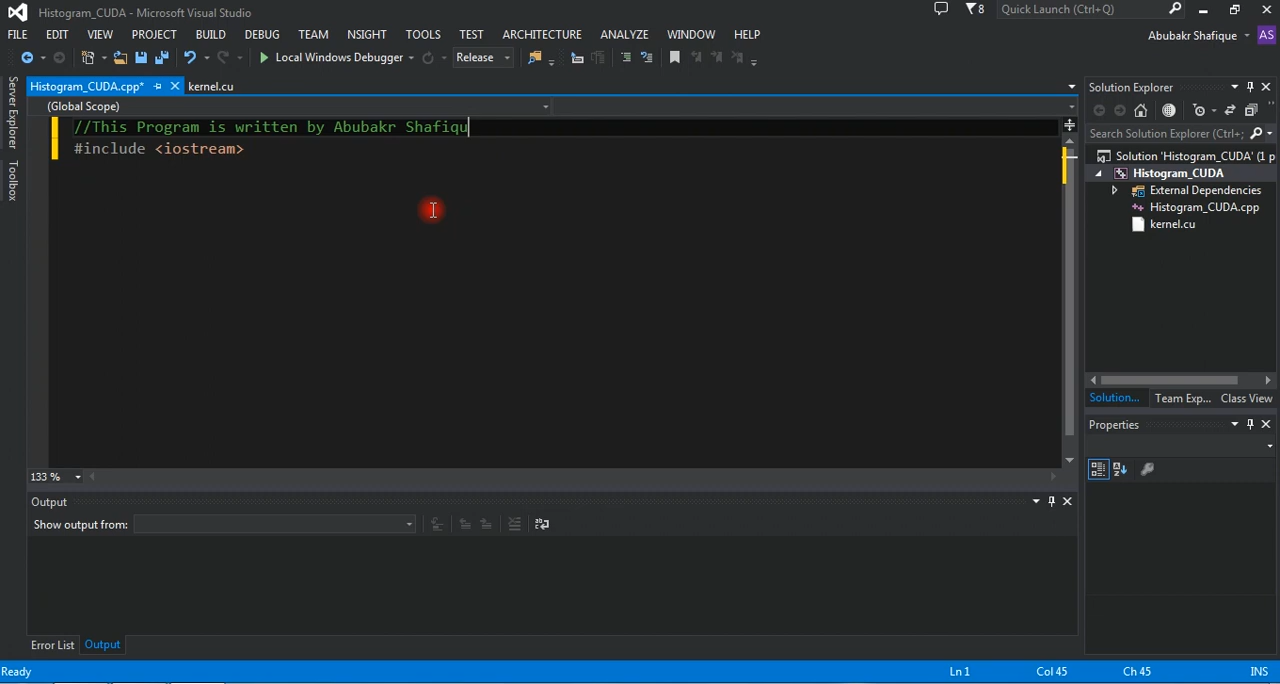 Histogram_CUDA - Microsoft Visual Studio
8
Quick Launch (Ctrl+Q)
FILE EDIT VIEW PROJECT BUILD DEBUG TEAM NSIGHT TOOLS TEST ARCHITECTURE ANALYZE WINDOW HELP
Abubakr Shafique AS
Local Windows Debugger Release
Server Explorer
Toolbox
Histogram_CUDA.cpp* kernel.cu
(Global Scope)
//This Program is written by Abubakr Shafiqu
#include <iostream>
133 %
Solution Explorer
Search Solution Explorer (Ctrl+;
Solution 'Histogram_CUDA' (1 p
Histogram_CUDA
External Dependencies
Histogram_CUDA.cpp
kernel.cu
Solution... Team Exp... Class View
Properties
Output
Show output from:
Error List Output
Ready Ln 1 Col 45 Ch 45 INS